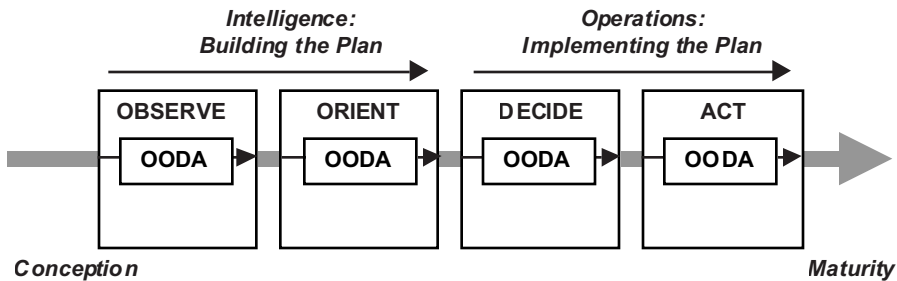 Intelligence:
Building the Plan
Operations:
Implementing the Plan
OBSERVE
ORIENT
DECIDE
ACT
OODA
OODA
OODA
OODA
Conception
Maturity